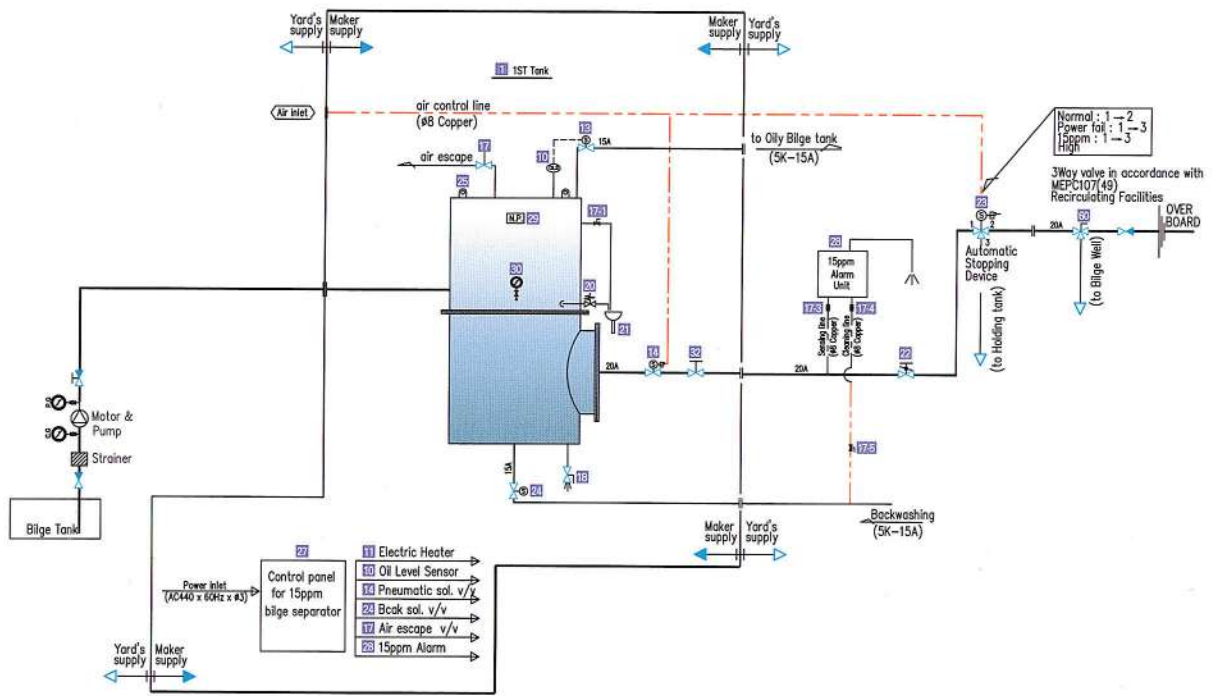 Yard's Maker
supply supply
Maker Yard's
supply supply
1 1ST Tank
Air inlet
air control line
(ø8 Copper)
13
15A
to Oily Bilge tank
(5K-15A)
17
air escape
10
OLS
25
N.P. 29
17-1
30
20
21
Normal : 1 → 2
Power fail : 1 → 3
15ppm : 1 → 3
High
3Way valve in accordance with
MEPC107(49)
Recirculating Facilities
23
60
OVER
BOARD
1 2
3
20A
Automatic
Stopping
Device
(to Holding tank)
(to Bilge Well)
28
15ppm
Alarm
Unit
17-3 17-4
Sensing line
(ø8 Copper)
Cleaning line
(ø8 Copper)
14
S
32
22
20A
20A
P.G
C.G
Motor &
Pump
Strainer
Bilge Tank
15A
S 24
18
17-5
Backwashing
(5K-15A)
Maker Yard's
supply supply
27
Power inlet
(AC440 x 60Hz x ø3)
Control panel
for 15ppm
bilge separator
11 Electric Heater
10 Oil Level Sensor
14 Pneumatic sol. v/v
24 Bcak sol. v/v
17 Air escape v/v
28 15ppm Alarm
Yard's Maker
supply supply